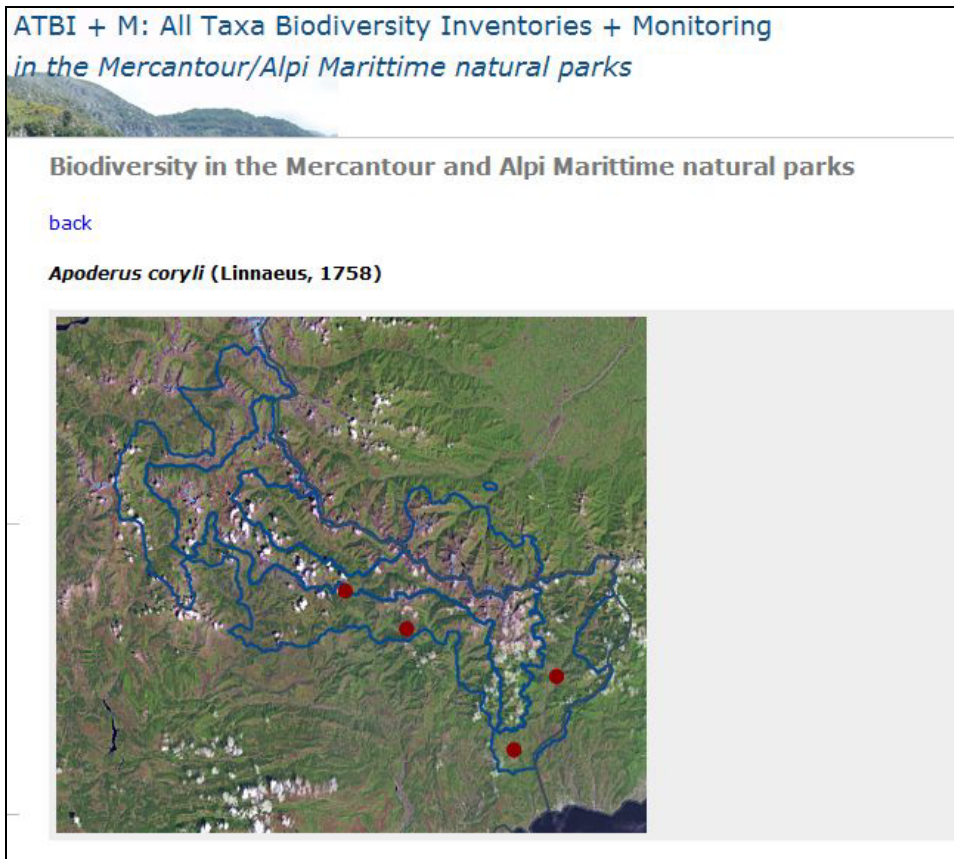 ATBI + M: All Taxa Biodiversity Inventories + Monitoring
in the Mercantour/Alpi Marittime natural parks
Biodiversity in the Mercantour and Alpi Marittime natural parks
back
Apoderus coryli (Linnaeus, 1758)